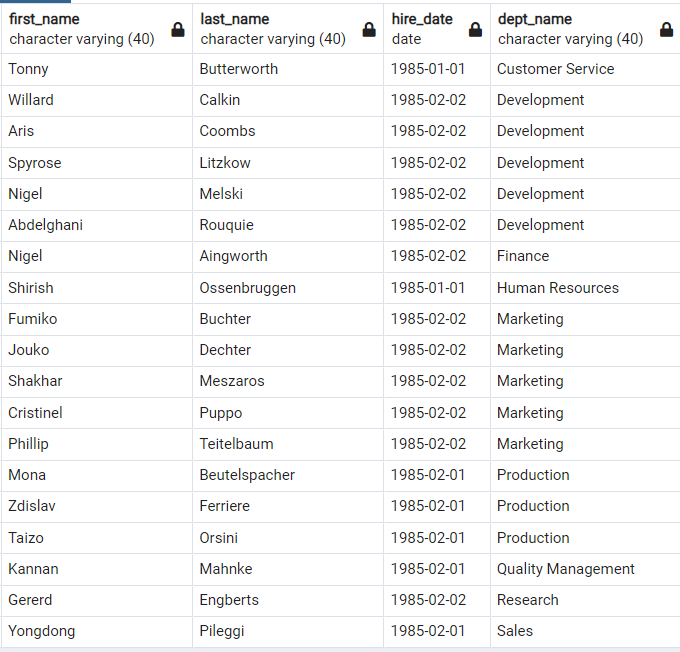 first_name last_name hire_date dept_name
character varying (40) character varying (40) date character varying (40)
Tonny Butterworth 1985-01-01 Customer Service
Willard Calkin 1985-02-02 Development
Aris Coombs 1985-02-02 Development
Spyrose Litzkow 1985-02-02 Development
Nigel Melski 1985-02-02 Development
Abdelghani Rouquie 1985-02-02 Development
Nigel Aingworth 1985-02-02 Finance
Shirish Ossenbruggen 1985-01-01 Human Resources
Fumiko Buchter 1985-02-02 Marketing
Jouko Dechter 1985-02-02 Marketing
Shakhar Meszaros 1985-02-02 Marketing
Cristinel Puppo 1985-02-02 Marketing
Phillip Teitelbaum 1985-02-02 Marketing
Mona Beutelspacher 1985-02-01 Production
Zdislav Ferriere 1985-02-01 Production
Taizo Orsini 1985-02-01 Production
Kannan Mahnke 1985-02-01 Quality Management
Gererd Engberts 1985-02-02 Research
Yongdong Pileggi 1985-02-01 Sales